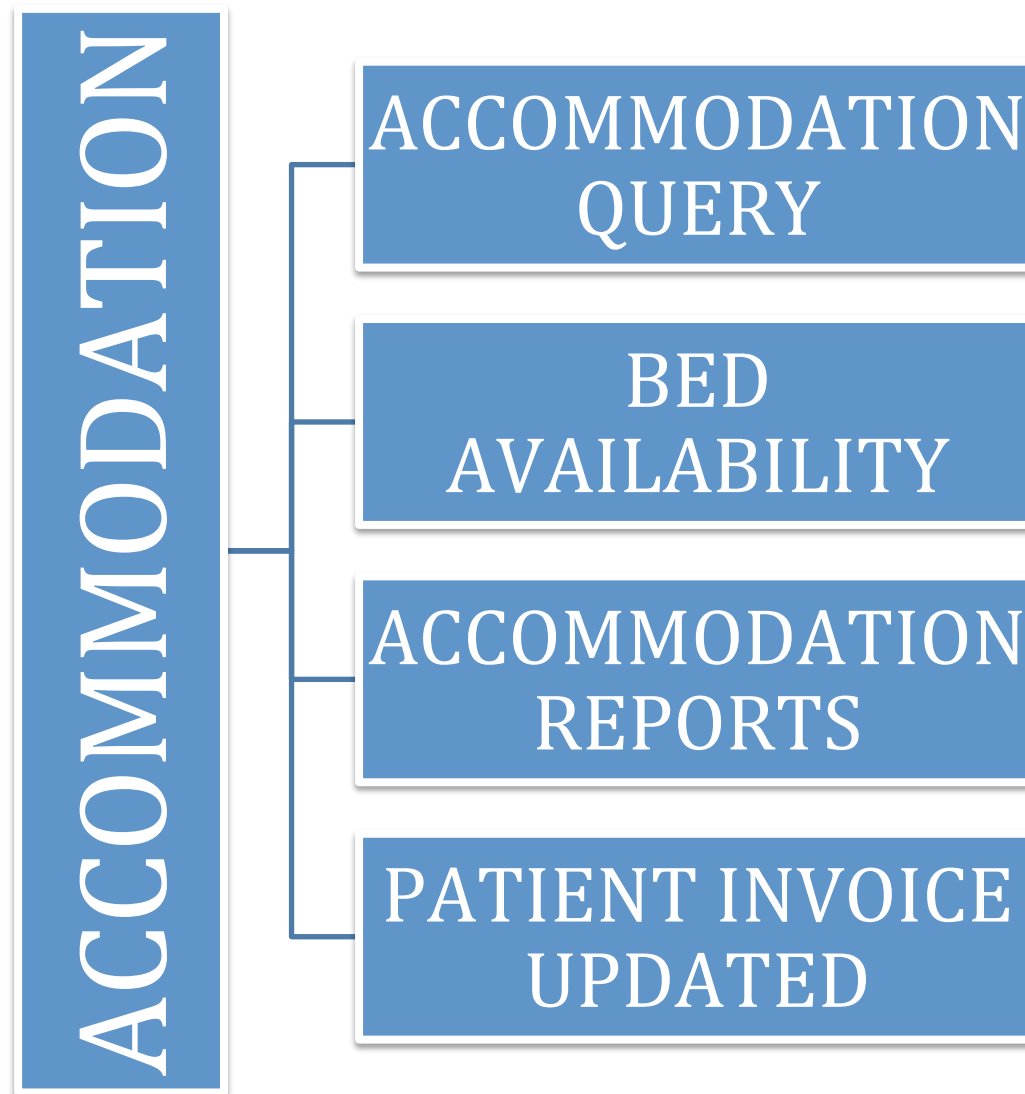 ACCOMMODATION
ACCOMMODATION
QUERY
BED
AVAILABILITY
ACCOMMODATION
REPORTS
PATIENT INVOICE
UPDATED